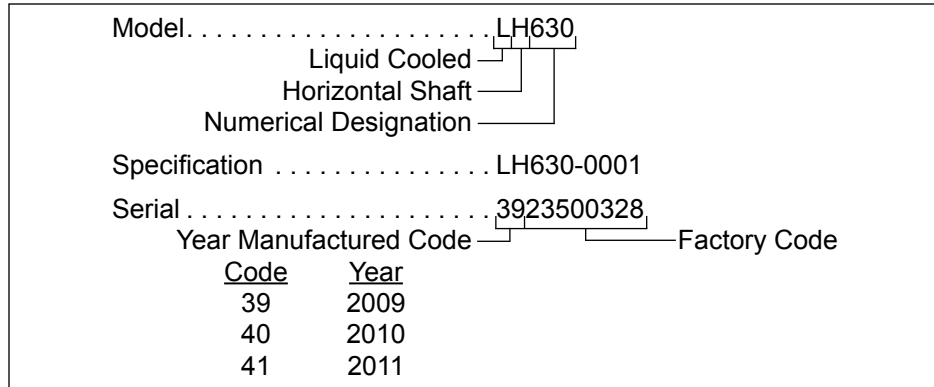 Model. . . . . . . . . . . . . . . . . . . . . LH630
Liquid Cooled
Horizontal Shaft
Numerical Designation
Specification . . . . . . . . . . . . . . . LH630-0001
Serial . . . . . . . . . . . . . . . . . . . . . 3923500328
Year Manufactured Code Factory Code
Code Year
39 2009
40 2010
41 2011